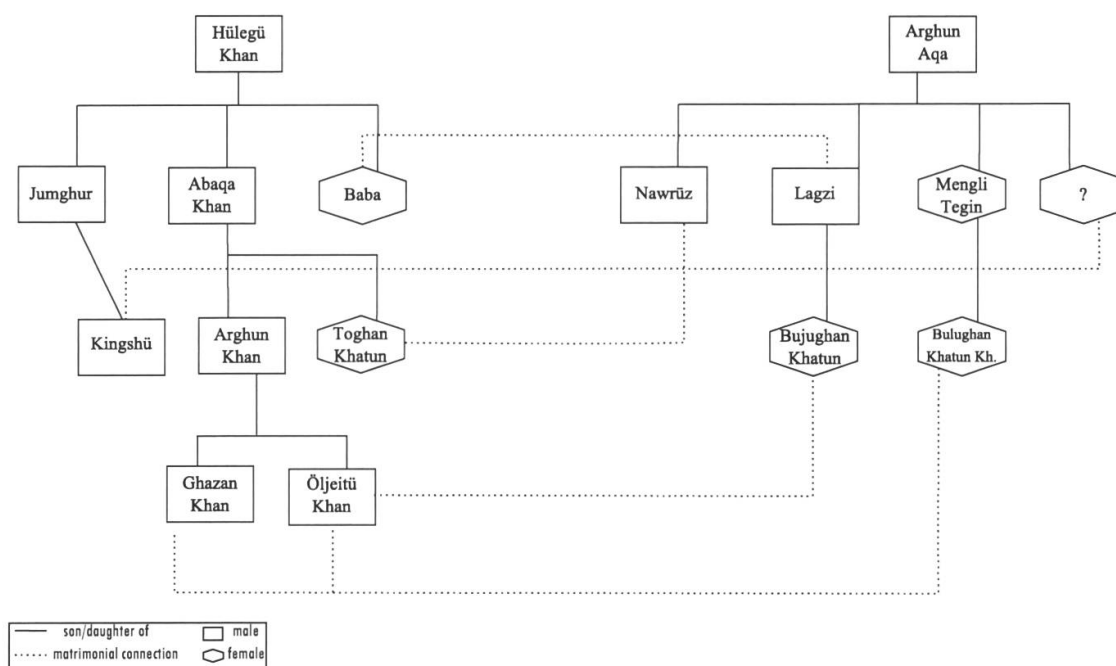 Hülegü
Khan
Arghun
Aqa
Jumghur
Abaqa
Khan
Baba
Nawrüz
Lagzi
Mengli
Tegin
?
Kingshü
Arghun
Khan
Toghan
Khatun
Bujughan
Khatun
Bulughan
Khatun Kh.
Ghazan
Khan
Öljeitü
Khan
son/daughter of
male
matrimonial connection
female